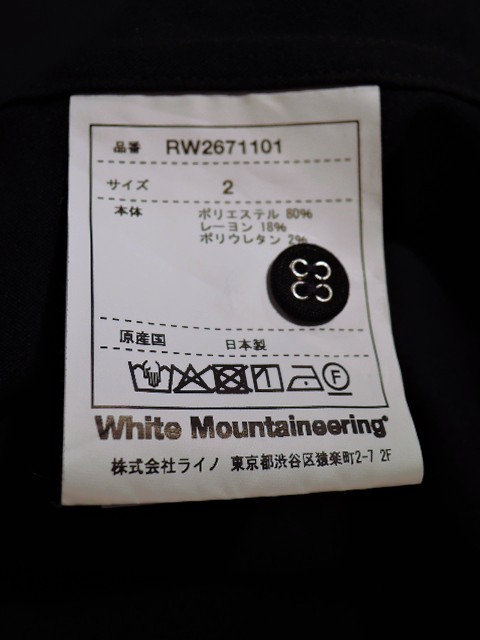 品番 RW2671101
サイズ 2
本体 ポリエステル 80%
レーヨン 18%
ポリウレタン 2%
原産国 日本製
F
White Mountaineering®
株式会社ライノ 東京都渋谷区猿楽町2-7 2F